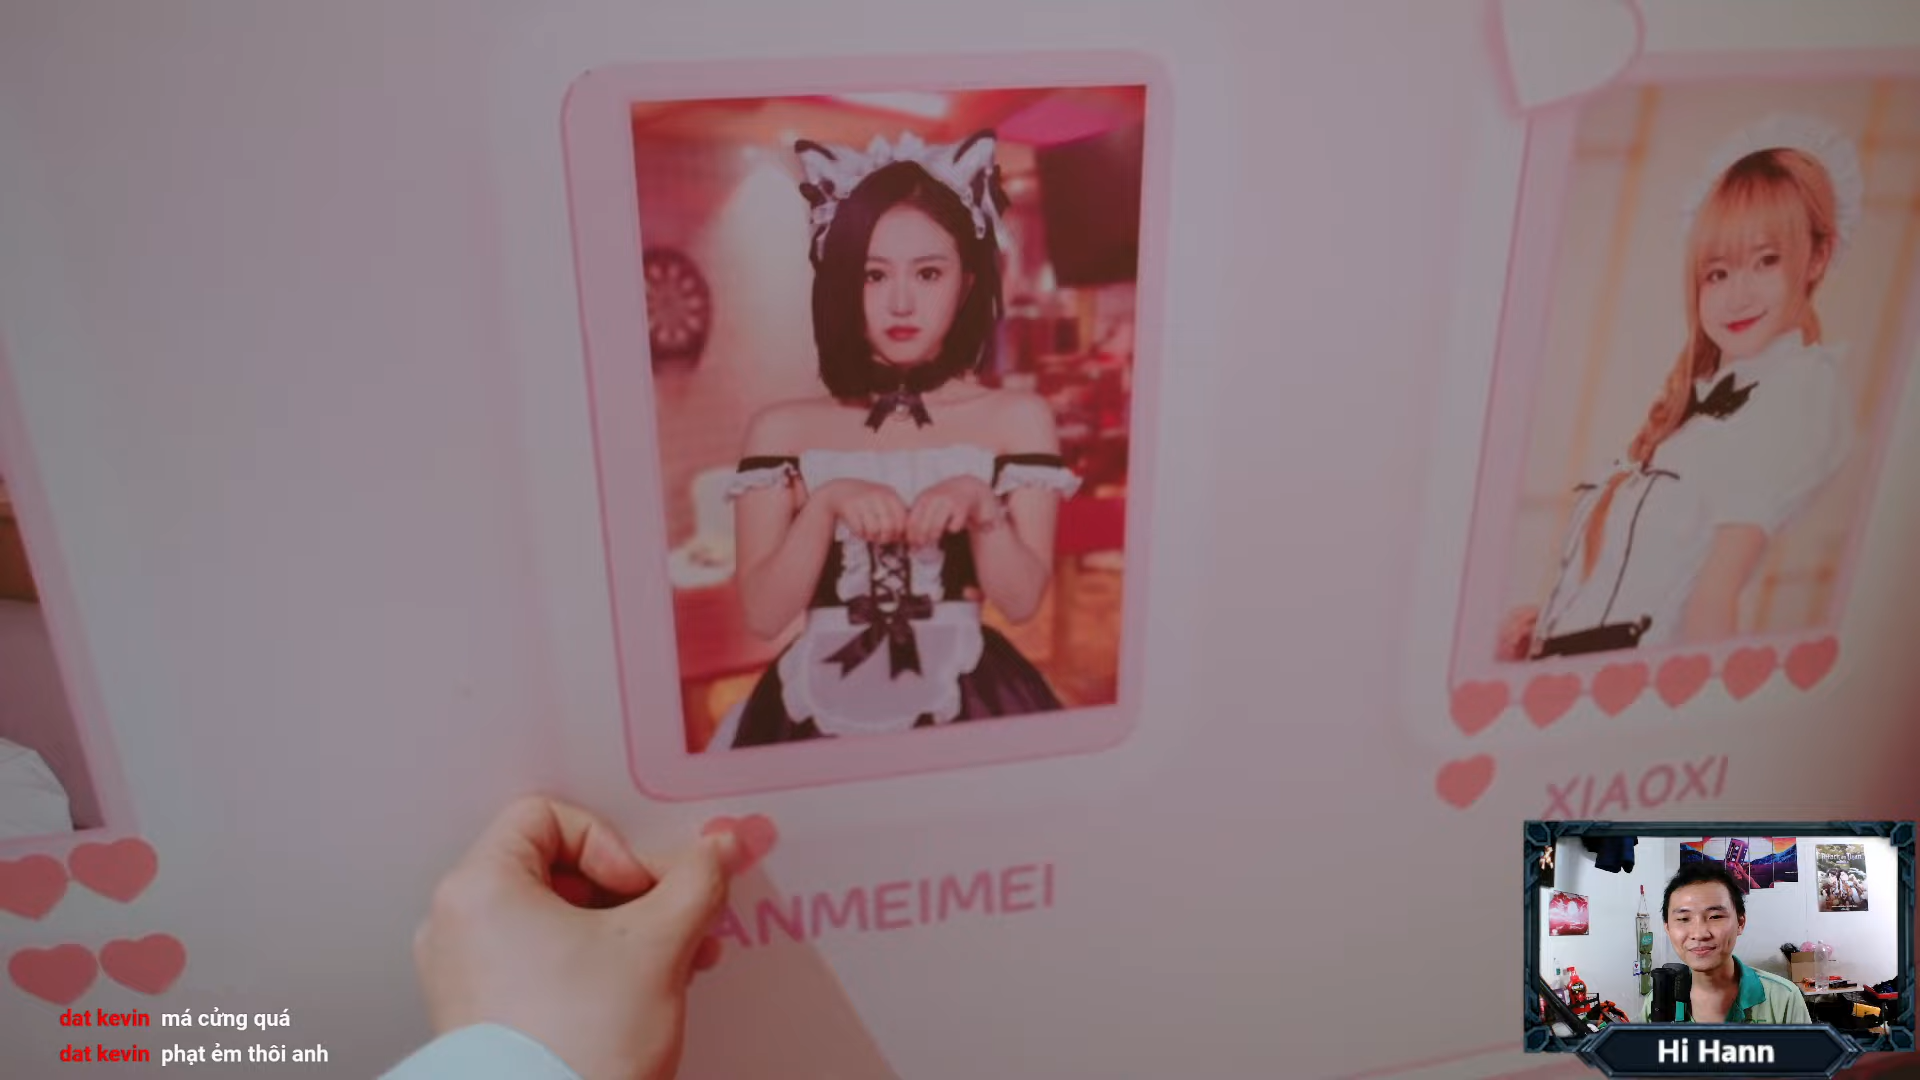 ANMEIMEI
XIAOXI
dat kevin má cửng quá
dat kevin phạt ẻm thôi anh
Hi Hann